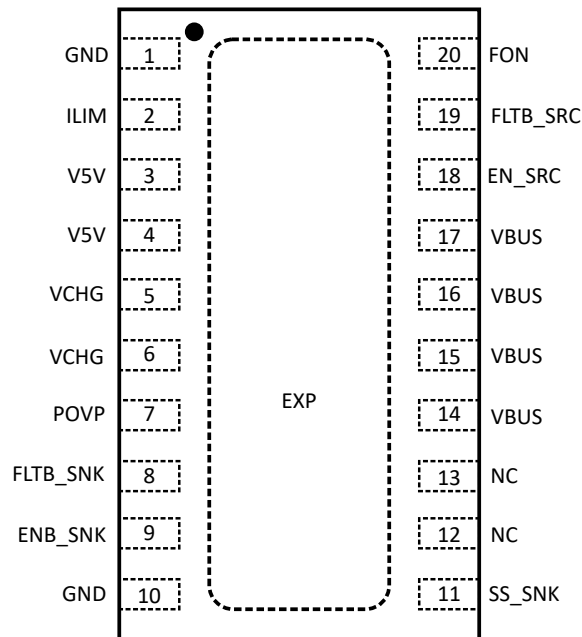 GND 1 20 FON
ILIM 2 19 FLTB_SRC
V5V 3 18 EN_SRC
V5V 4 17 VBUS
VCHG 5 16 VBUS
VCHG 6 15 VBUS
EXP
POVP 7 14 VBUS
FLTB_SNK 8 13 NC
ENB_SNK 9 12 NC
GND 10 11 SS_SNK